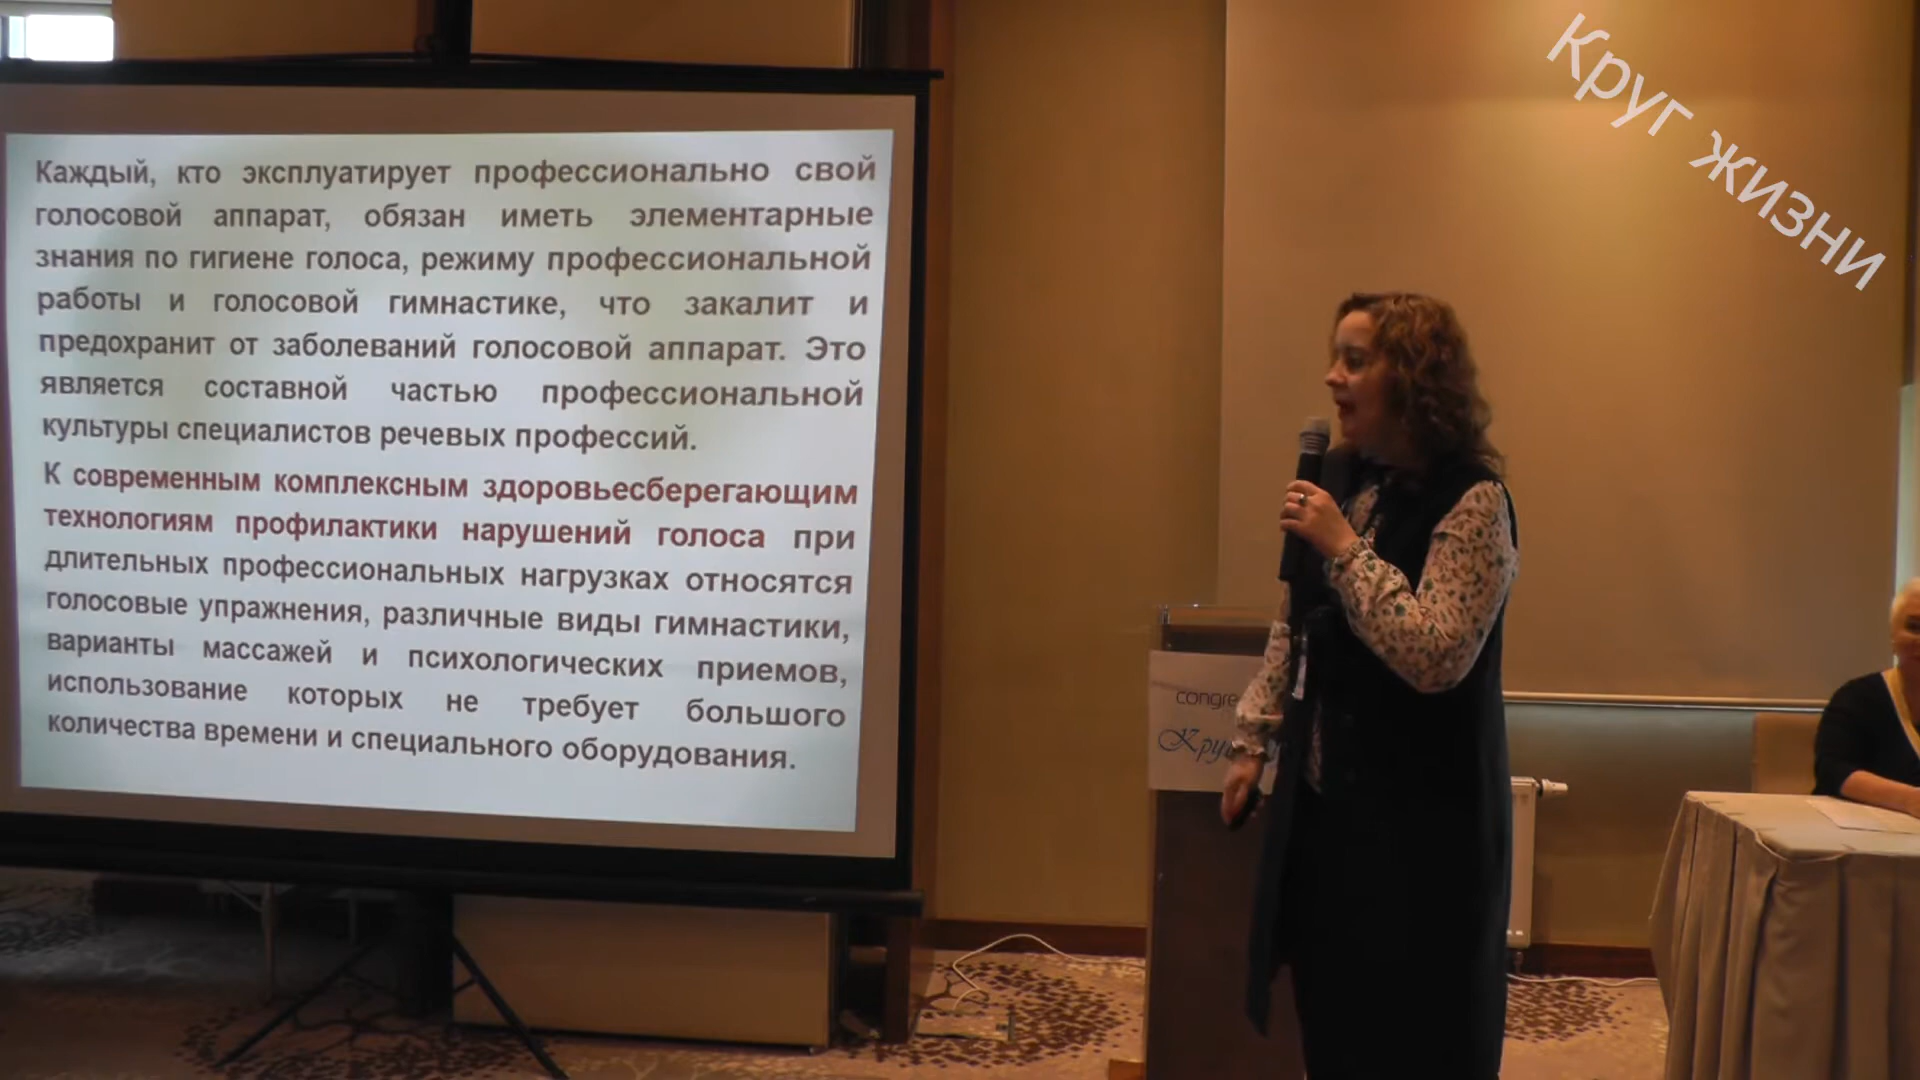 Каждый, кто эксплуатирует профессионально свой
голосовой аппарат, обязан иметь элементарные
знания по гигиене голоса, режиму профессиональной
работы и голосовой гимнастике, что закалит и
предохранит от заболеваний голосовой аппарат. Это
является составной частью профессиональной
культуры специалистов речевых профессий.
К современным комплексным здоровьесберегающим
технологиям профилактики нарушений голоса при
длительных профессиональных нагрузках относятся
голосовые упражнения, различные виды гимнастики,
варианты массажей и психологических приемов,
использование которых не требует большого
количества времени и специального оборудования.
Круг жизни
congre
Круг